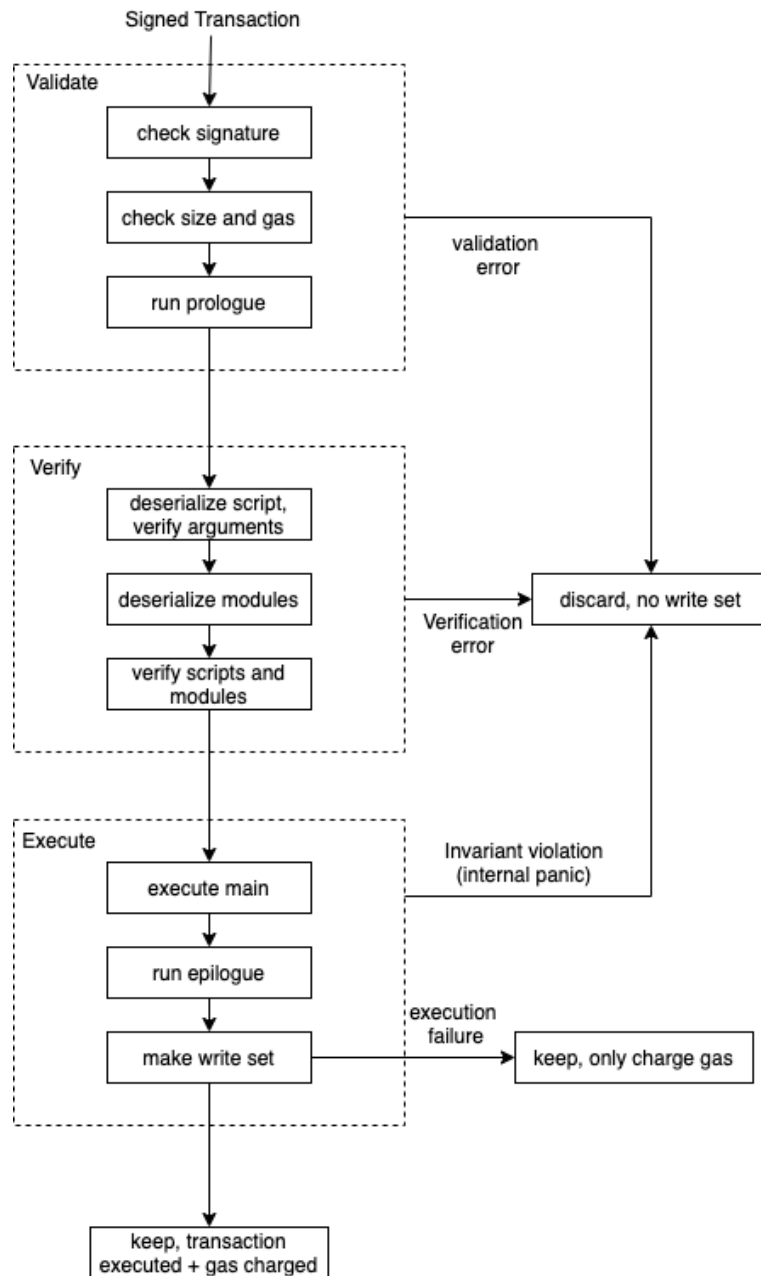 Signed Transaction
Validate
check signature
check size and gas
validation
error
run prologue
Verify
deserialize script,
verify arguments
deserialize modules
discard, no write set
Verification
error
verify scripts and
modules
Execute
Invariant violation
(internal panic)
execute main
run epilogue
execution
failure
make write set
keep, only charge gas
keep, transaction
executed + gas charged